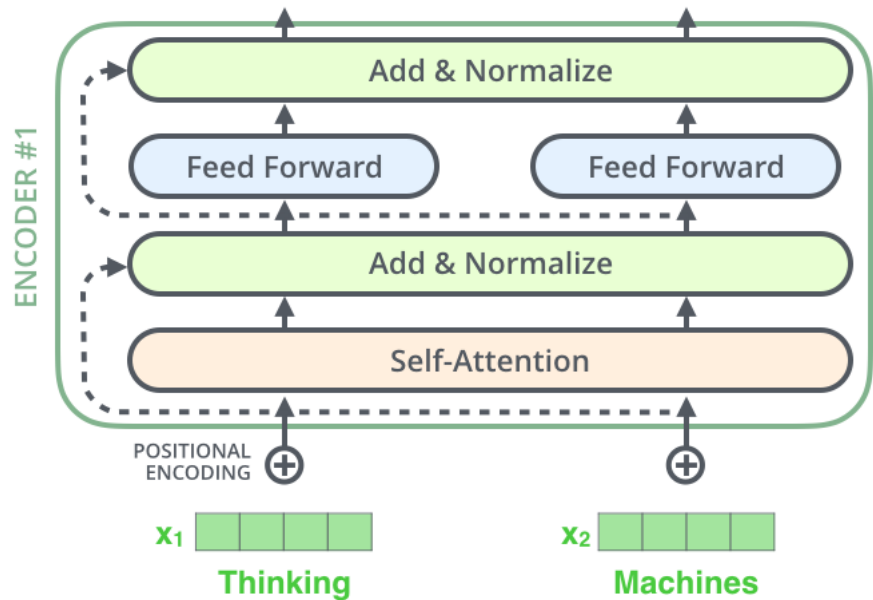 ENCODER #1
Add & Normalize
Feed Forward
Feed Forward
Add & Normalize
Self-Attention
POSITIONAL
ENCODING
x₁
x₂
Thinking
Machines